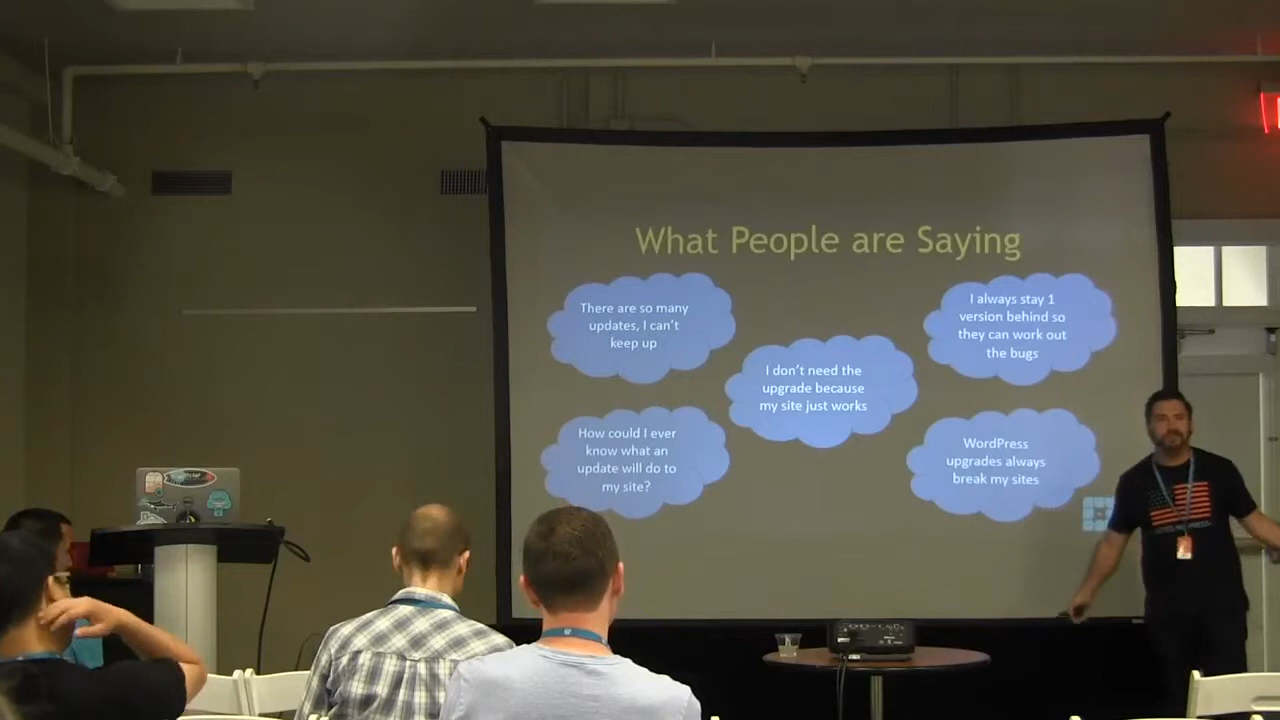 What People are Saying
There are so many
updates, I can't
keep up
I always stay 1
version behind so
they can work out
the bugs
I don't need the
upgrade because
my site just works
How could I ever
know what an
update will do to
my site?
WordPress
upgrades always
break my sites